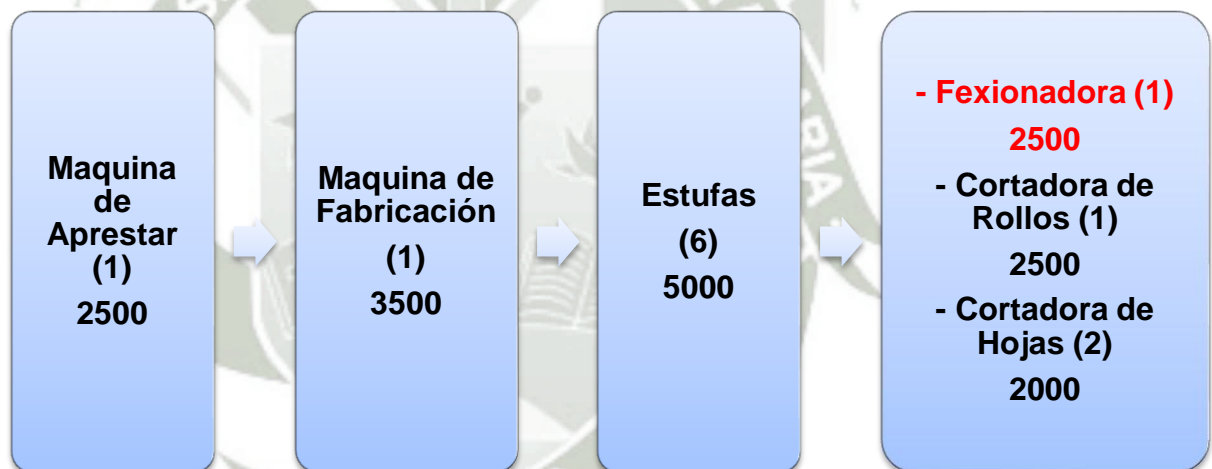 Maquina
de
Aprestar
(1)
2500
Maquina de
Fabricación
(1)
3500
Estufas
(6)
5000
- Fexionadora (1)
2500
- Cortadora de
Rollos (1)
2500
- Cortadora de
Hojas (2)
2000